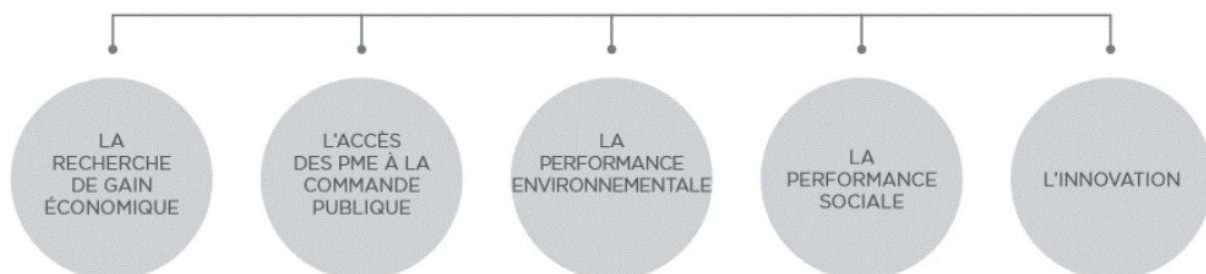 LA
RECHERCHE
DE GAIN
ÉCONOMIQUE
L'ACCÈS
DES PME À LA
COMMANDE
PUBLIQUE
LA
PERFORMANCE
ENVIRONNEMENTALE
LA
PERFORMANCE
SOCIALE
L'INNOVATION